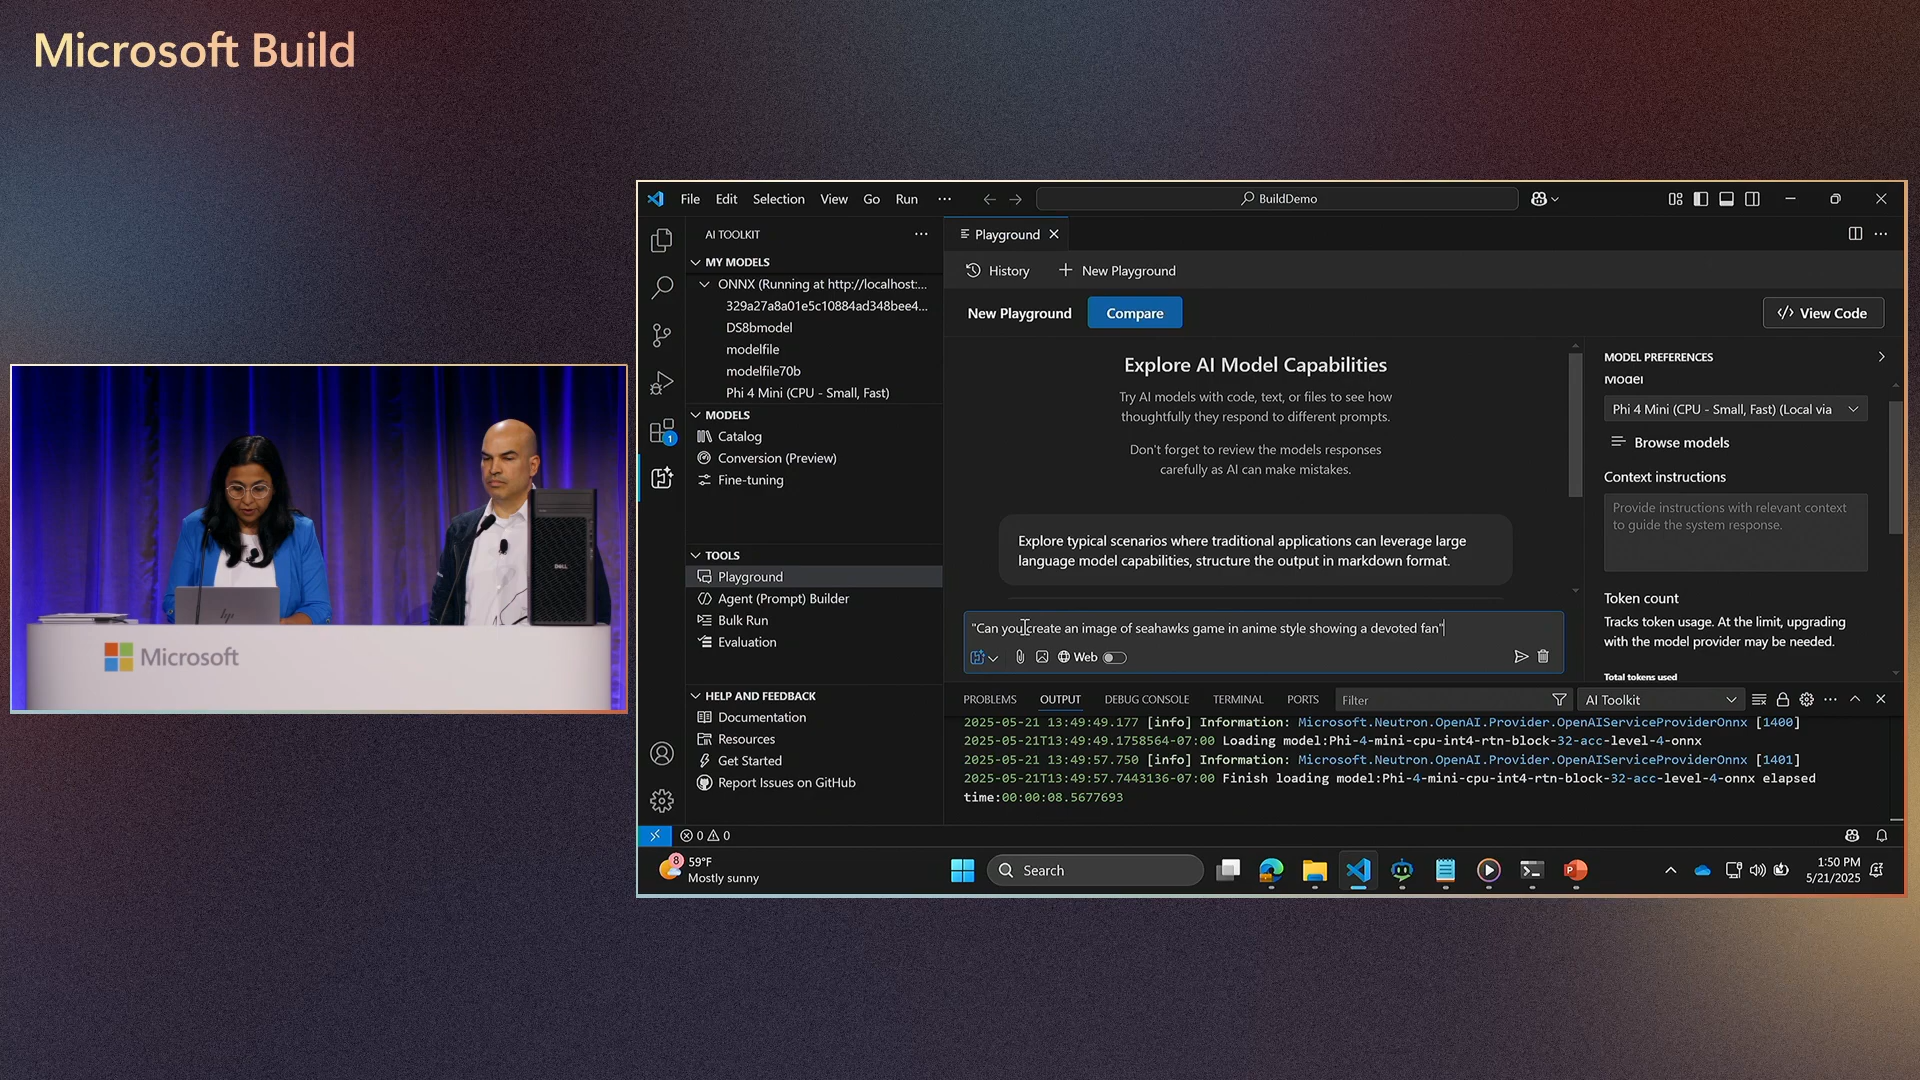 Microsoft Build
File Edit Selection View Go Run ···
BuildDemo
AI TOOLKIT
MY MODELS
ONNX (Running at http://localhost:...
329a27a8a01e5c10884ad348bee4...
DS8bmodel
modelfile
modelfile70b
Phi 4 Mini (CPU - Small, Fast)
MODELS
Catalog
Conversion (Preview)
Fine-tuning
TOOLS
Playground
Agent (Prompt) Builder
Bulk Run
Evaluation
HELP AND FEEDBACK
Documentation
Resources
Get Started
Report Issues on GitHub
Playground
History
New Playground
New Playground
Compare
View Code
Explore AI Model Capabilities
Try AI models with code, text, or files to see how
thoughtfully they respond to different prompts.
Don't forget to review the models responses
carefully as AI can make mistakes.
Explore typical scenarios where traditional applications can leverage large
language model capabilities, structure the output in markdown format.
"Can you create an image of seahawks game in anime style showing a devoted fan"
Web
MODEL PREFERENCES
Model
Phi 4 Mini (CPU - Small, Fast) (Local via
Browse models
Context instructions
Provide instructions with relevant context
to guide the system response.
Token count
Tracks token usage. At the limit, upgrading
with the model provider may be needed.
Total tokens used
PROBLEMS OUTPUT DEBUG CONSOLE TERMINAL PORTS
Filter
AI Toolkit
2025-05-21 13:49:49.177 [info] Information: Microsoft.Neutron.OpenAI.Provider.OpenAIServiceProviderOnnx [1400]
2025-05-21T13:49:49.1758564-07:00 Loading model:Phi-4-mini-cpu-int4-rtn-block-32-acc-level-4-onnx
2025-05-21 13:49:57.750 [info] Information: Microsoft.Neutron.OpenAI.Provider.OpenAIServiceProviderOnnx [1401]
2025-05-21T13:49:57.7443136-07:00 Finish loading model:Phi-4-mini-cpu-int4-rtn-block-32-acc-level-4-onnx elapsed
time:00:00:08.5677693
1
0 0
8
59°F
Mostly sunny
Search
1:50 PM
5/21/2025
Microsoft
hp
DELL